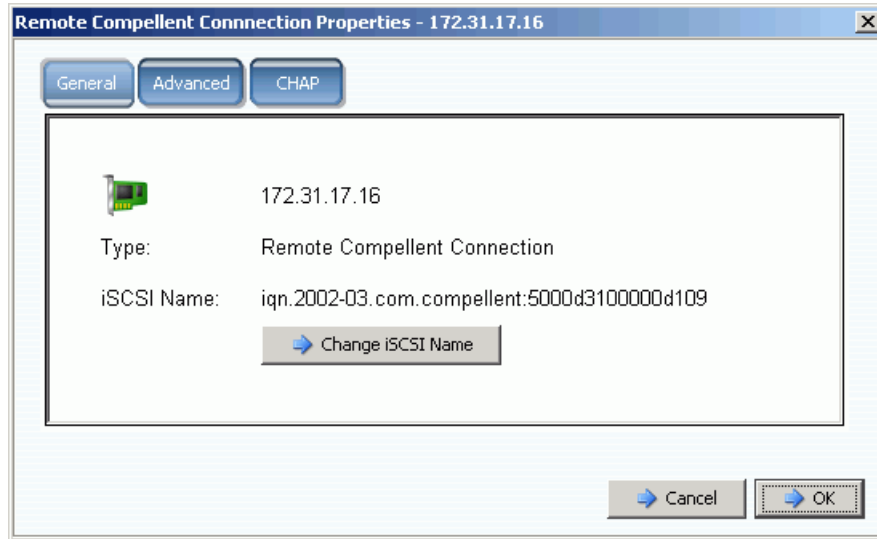 Remote Compellent Connnection Properties - 172.31.17.16
General Advanced CHAP
172.31.17.16
Type: Remote Compellent Connection
iSCSI Name: iqn.2002-03.com.compellent:5000d3100000d109
Change iSCSI Name
Cancel OK